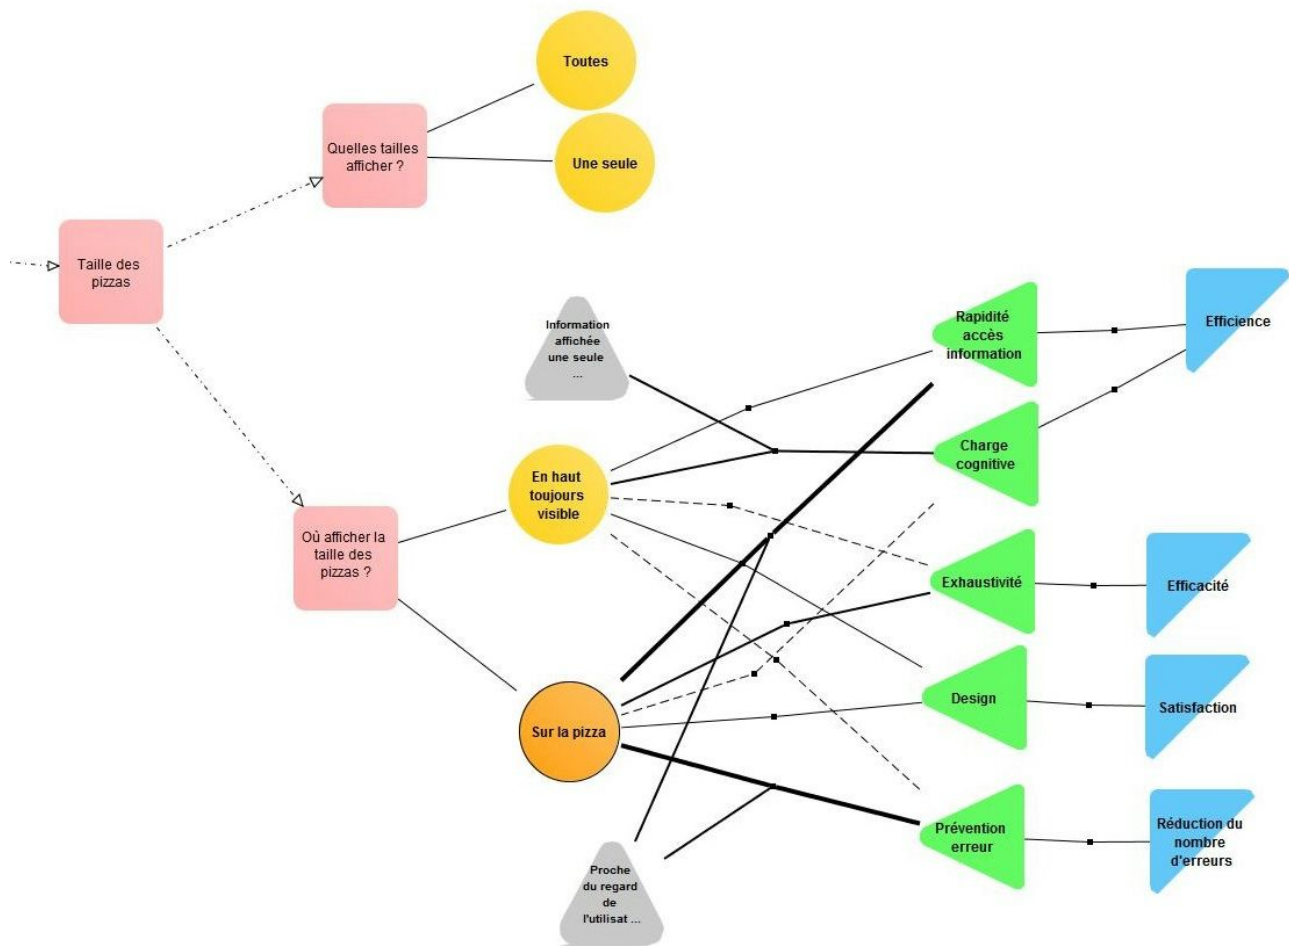 Toutes
Quelles tailles
afficher ?
Une seule
Taille des
pizzas
Information
affichée
une seule
...
Rapidité
accès
information
Efficience
En haut
toujours
visible
Charge
cognitive
Où afficher la
taille des
pizzas ?
Exhaustivité
Efficacité
Sur la pizza
Design
Satisfaction
Prévention
erreur
Réduction du
nombre
d'erreurs
Proche
du regard
de
l'utilisat ...